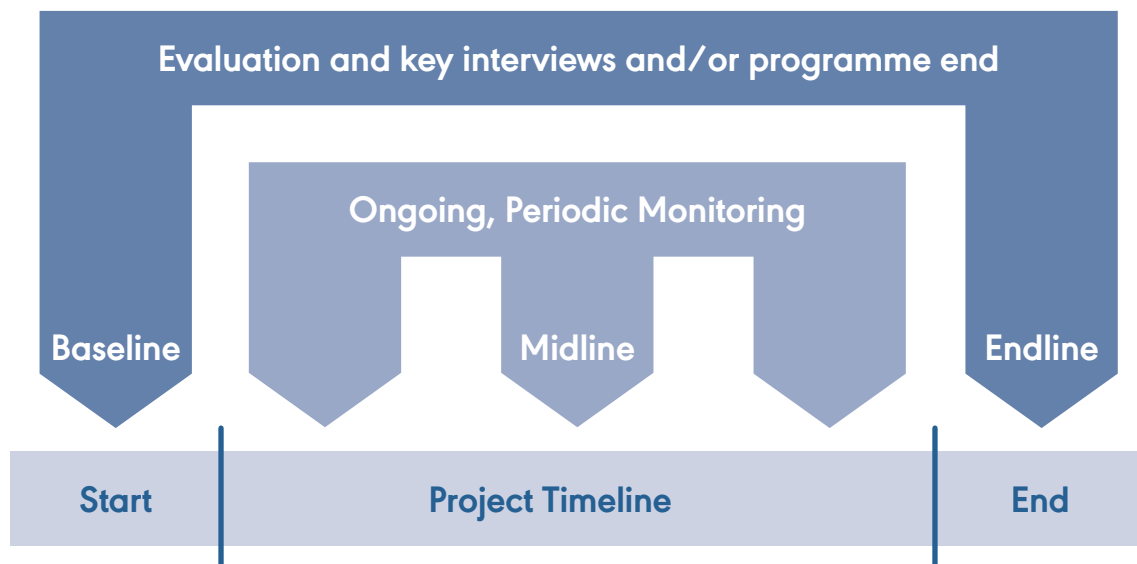 Evaluation and key interviews and/or programme end
Ongoing, Periodic Monitoring
Baseline
Midline
Endline
Start
Project Timeline
End